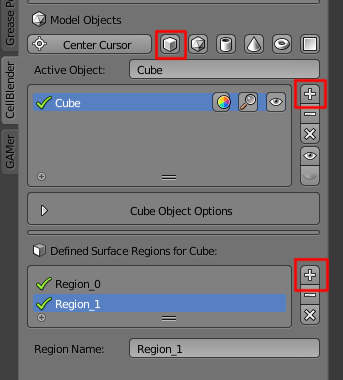 Grease Pe
CellBlender
GAMer
Model Objects
Center Cursor
Active Object: Cube
Cube
Cube Object Options
Defined Surface Regions for Cube:
Region_0
Region_1
Region Name: Region_1